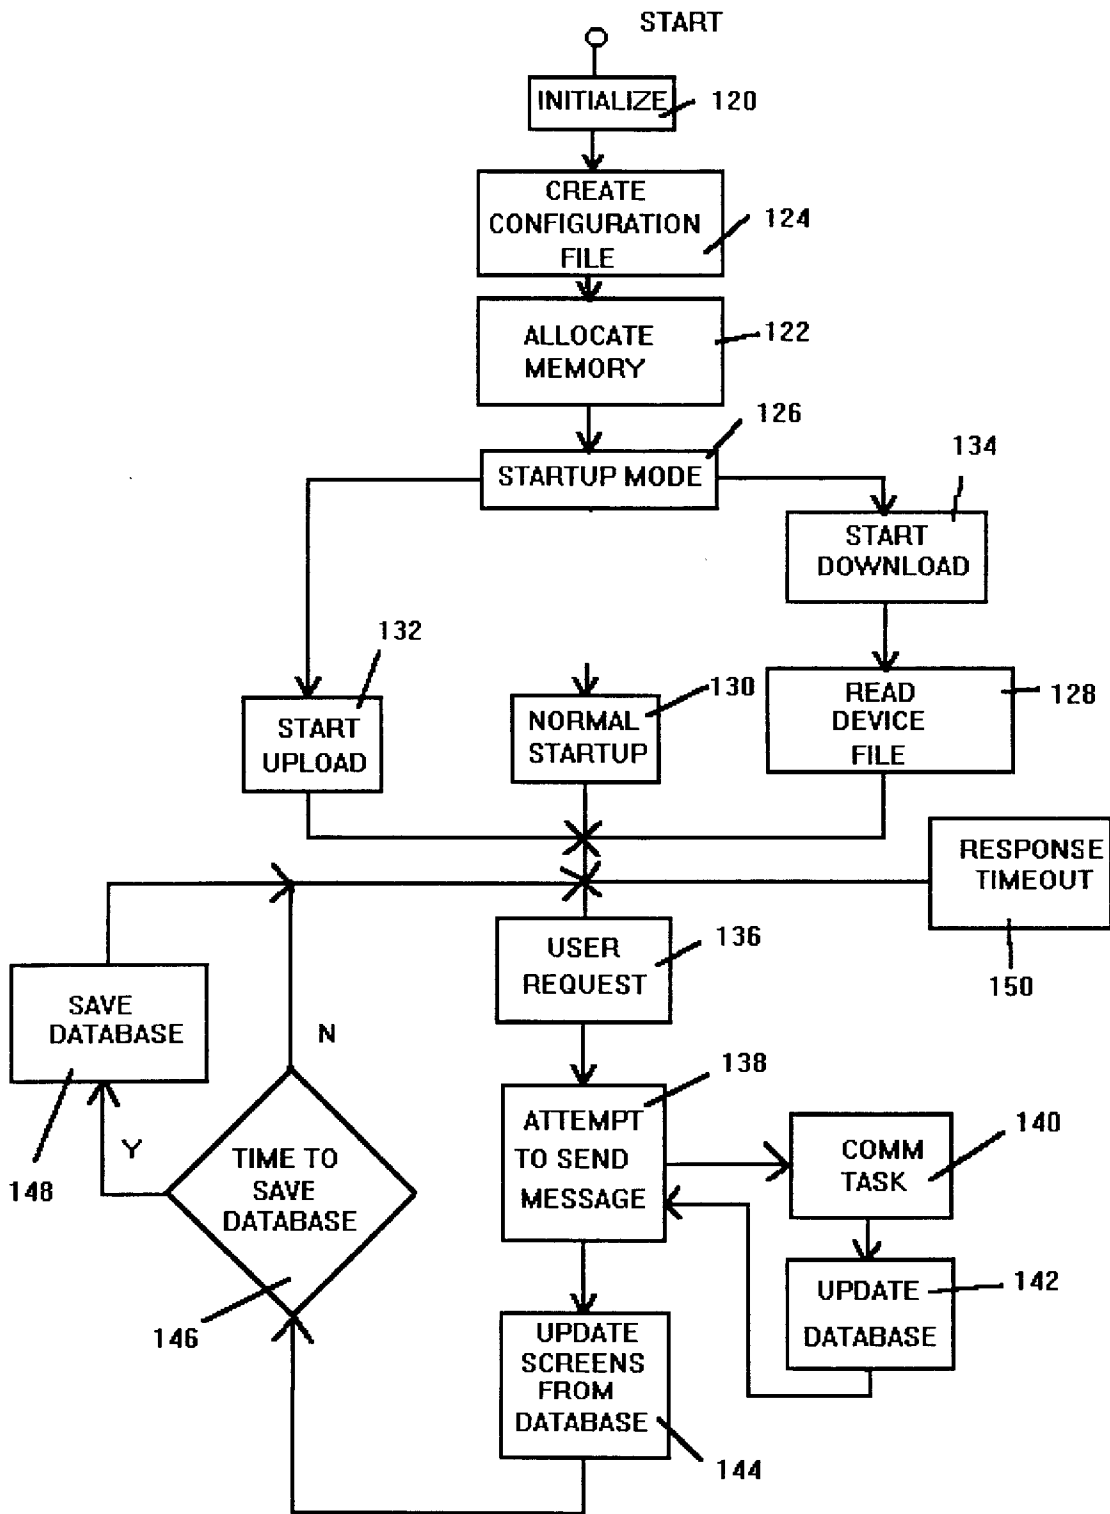 START
INITIALIZE
120
CREATE
CONFIGURATION
FILE
124
ALLOCATE
MEMORY
122
126
STARTUP MODE
134
START
DOWNLOAD
132
START
UPLOAD
130
NORMAL
STARTUP
READ
DEVICE
FILE
128
RESPONSE
TIMEOUT
150
USER
REQUEST
136
SAVE
DATABASE
148
N
Y
TIME TO
SAVE
DATABASE
146
138
ATTEMPT
TO SEND
MESSAGE
COMM
TASK
140
UPDATE
DATABASE
142
UPDATE
SCREENS
FROM
DATABASE
144